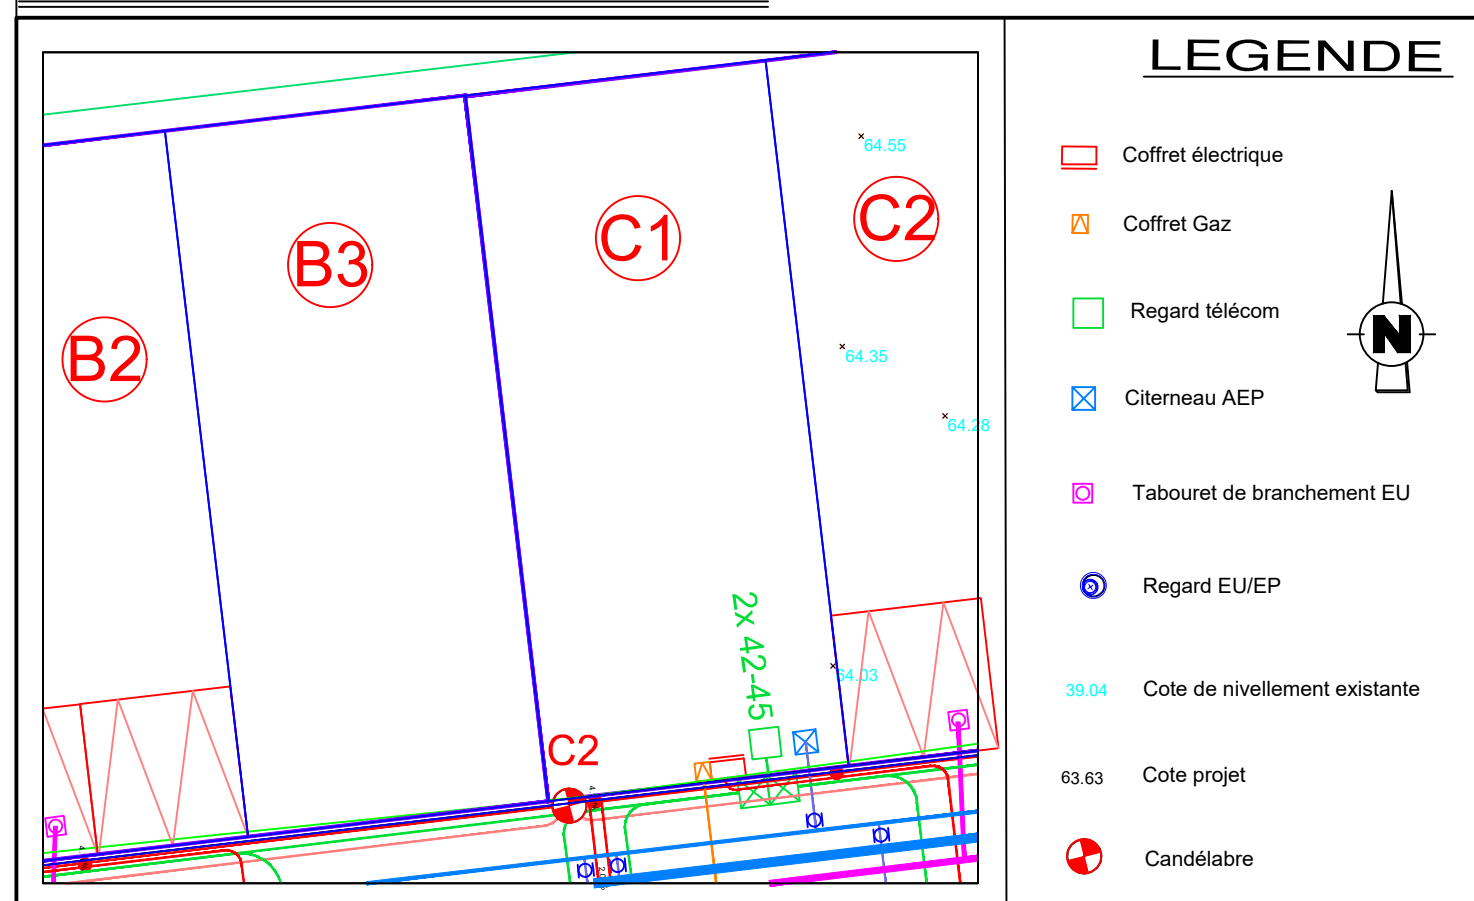 LEGENDE
64.55
Coffret électrique
C2
Coffret Gaz
C1
B3
Regard télécom
N
B2
64.35
Citerneau AEP
64.28
Tabouret de branchement EU
Regard EU/EP
2x 42-45
64.03
39.04 Cote de nivellement existante
C2
63.63 Cote projet
Candélabre